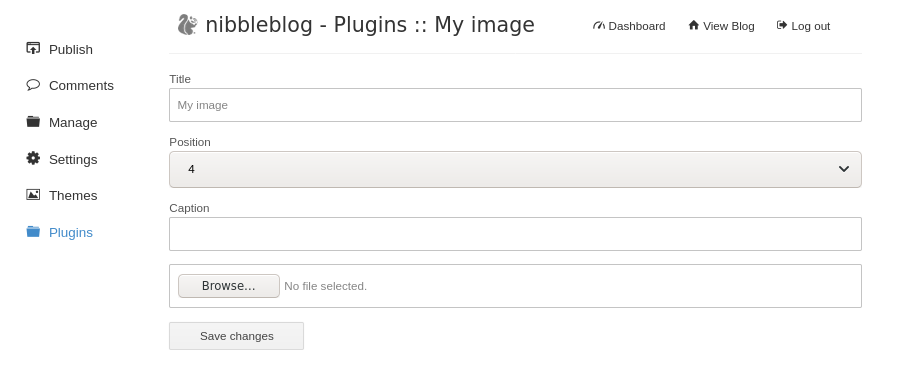 nibbleblog - Plugins :: My image
Dashboard
View Blog
Log out
Publish
Comments
Manage
Settings
Themes
Plugins
Title
My image
Position
4
Caption
Browse...
No file selected.
Save changes